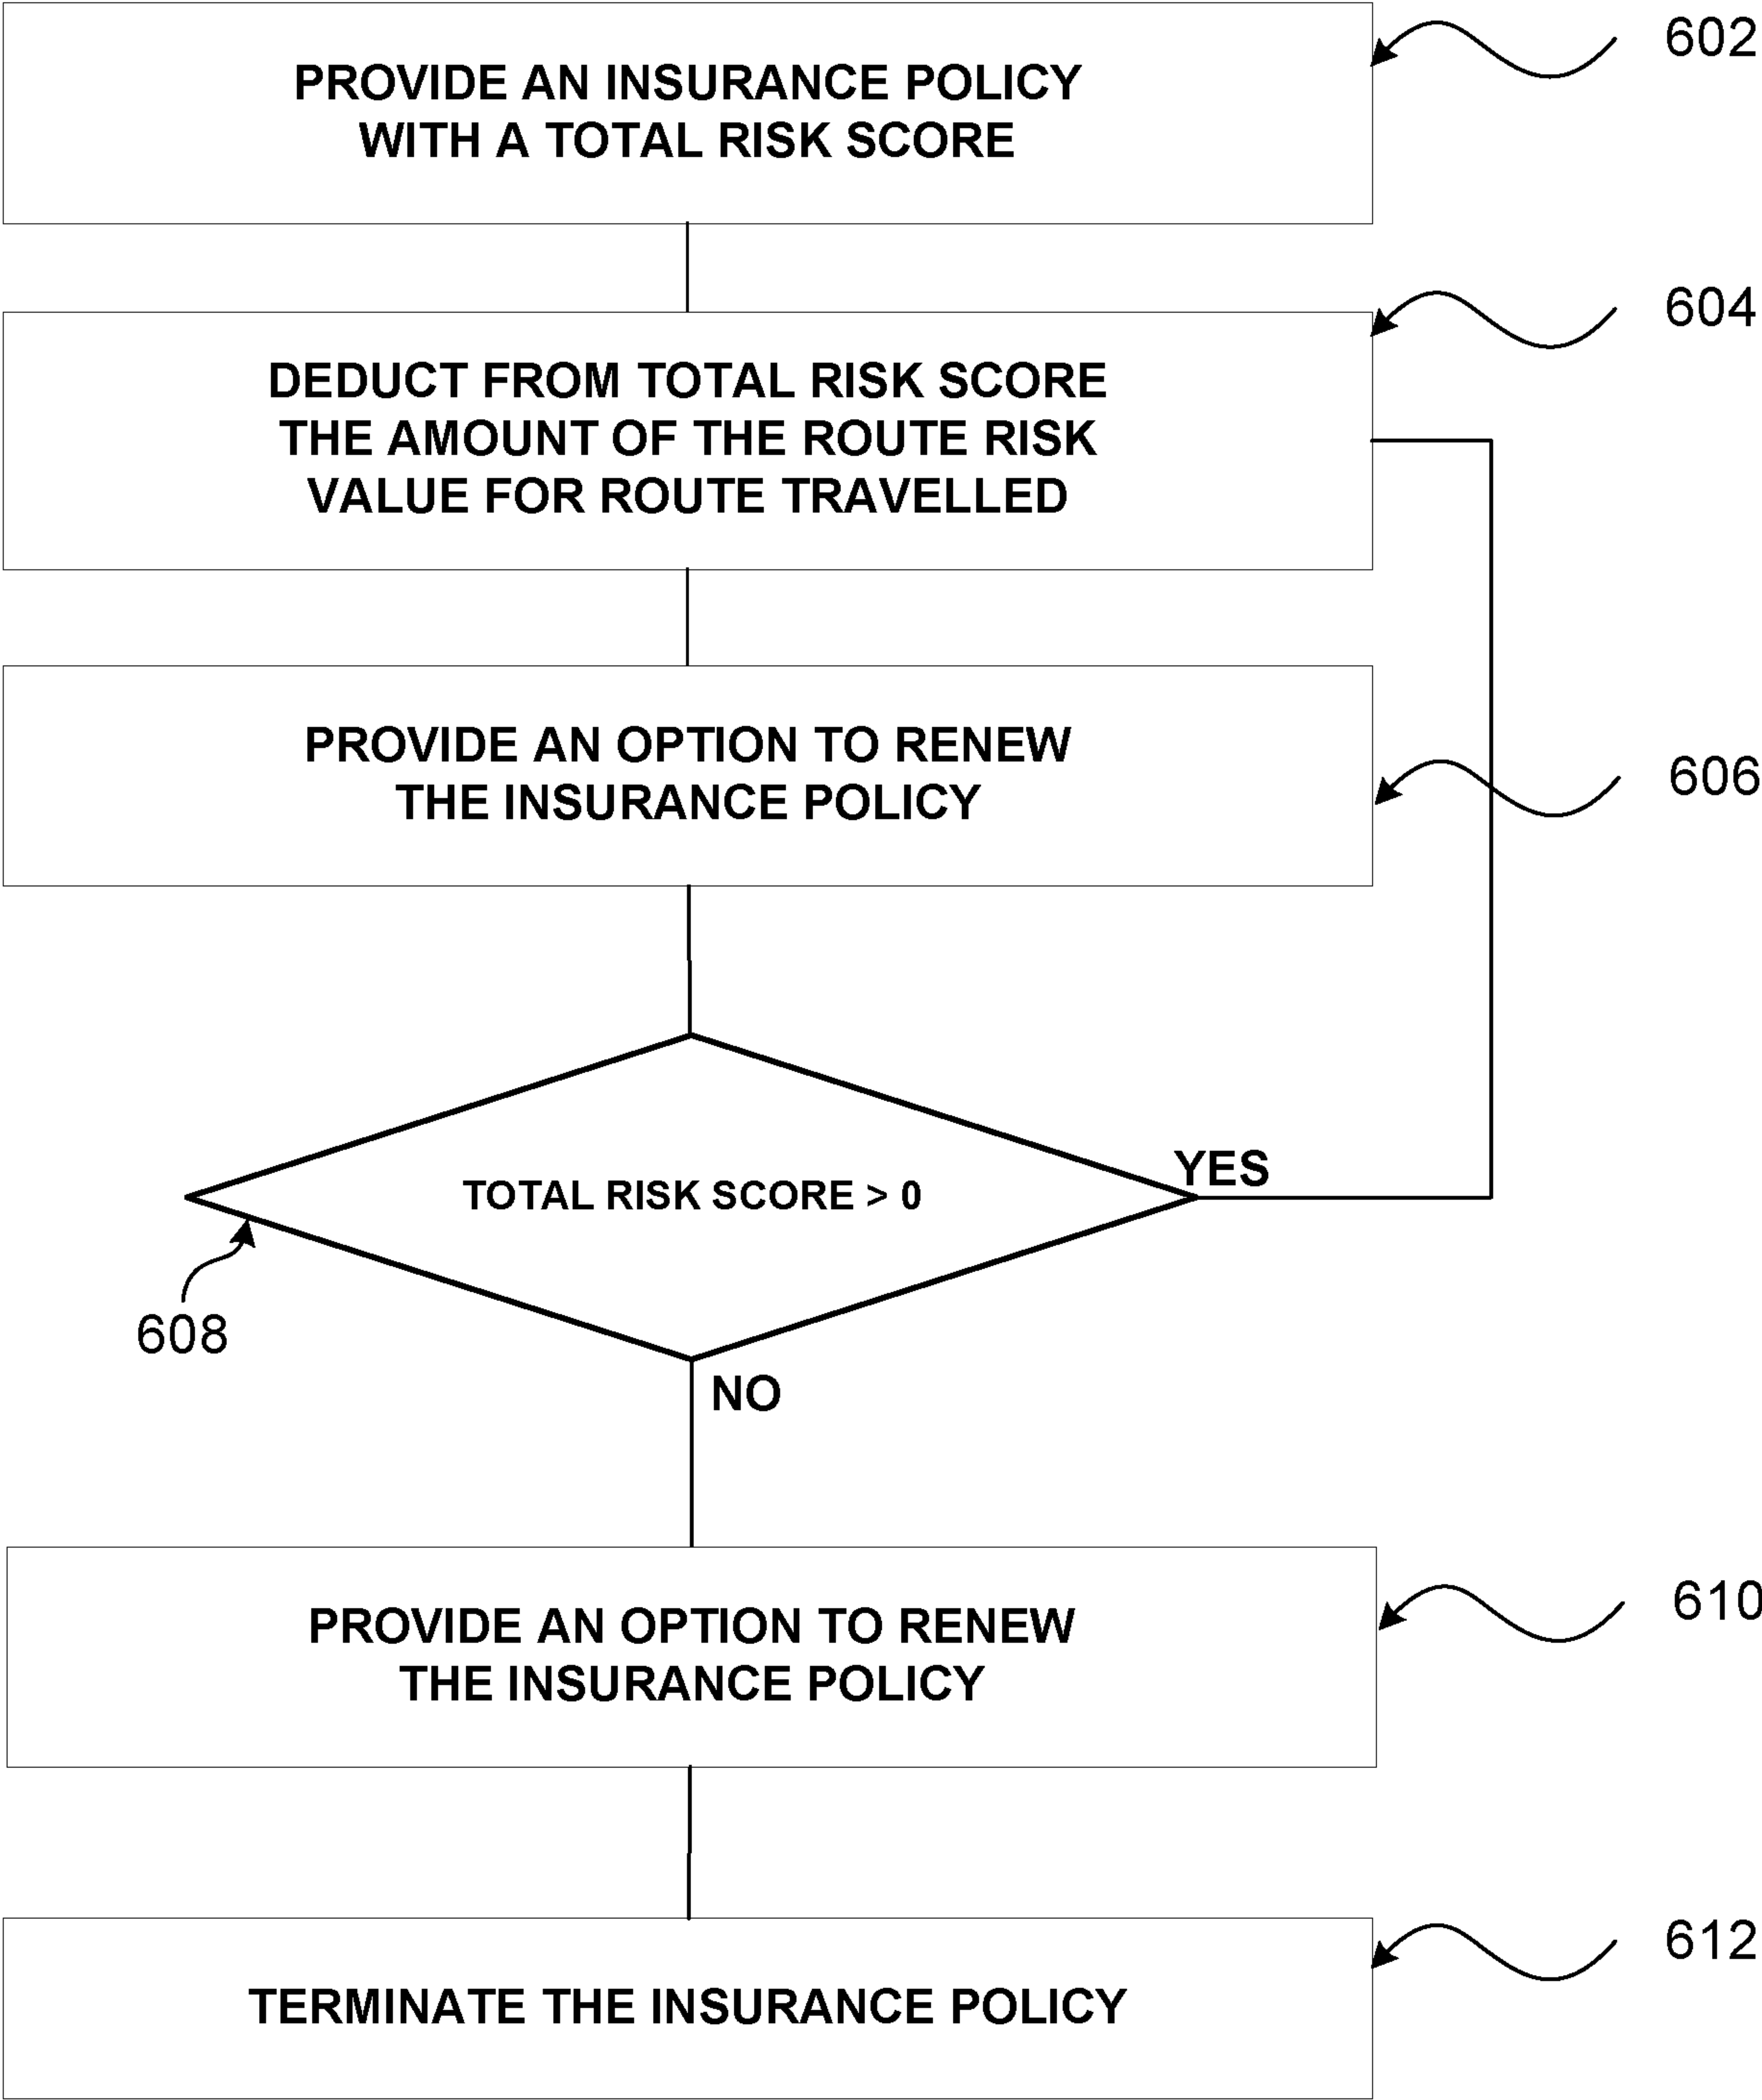 602
PROVIDE AN INSURANCE POLICY
WITH A TOTAL RISK SCORE
604
DEDUCT FROM TOTAL RISK SCORE
THE AMOUNT OF THE ROUTE RISK
VALUE FOR ROUTE TRAVELLED
606
PROVIDE AN OPTION TO RENEW
THE INSURANCE POLICY
YES
TOTAL RISK SCORE > 0
608
NO
610
PROVIDE AN OPTION TO RENEW
THE INSURANCE POLICY
612
TERMINATE THE INSURANCE POLICY